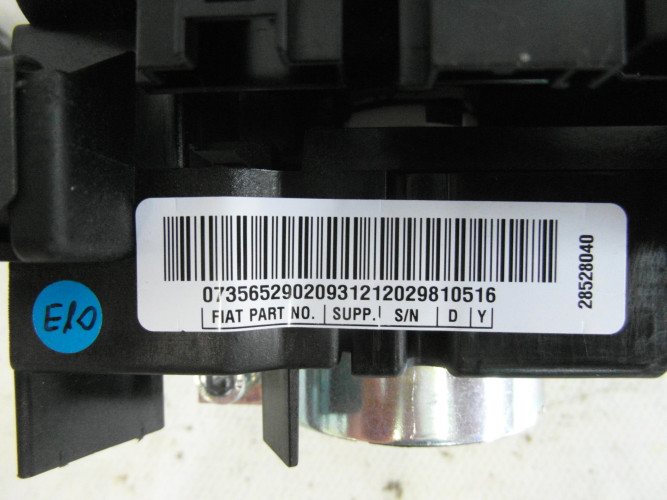 07356529020931212029810516
FIAT PART NO. SUPP. S/N D Y
28528040
E10